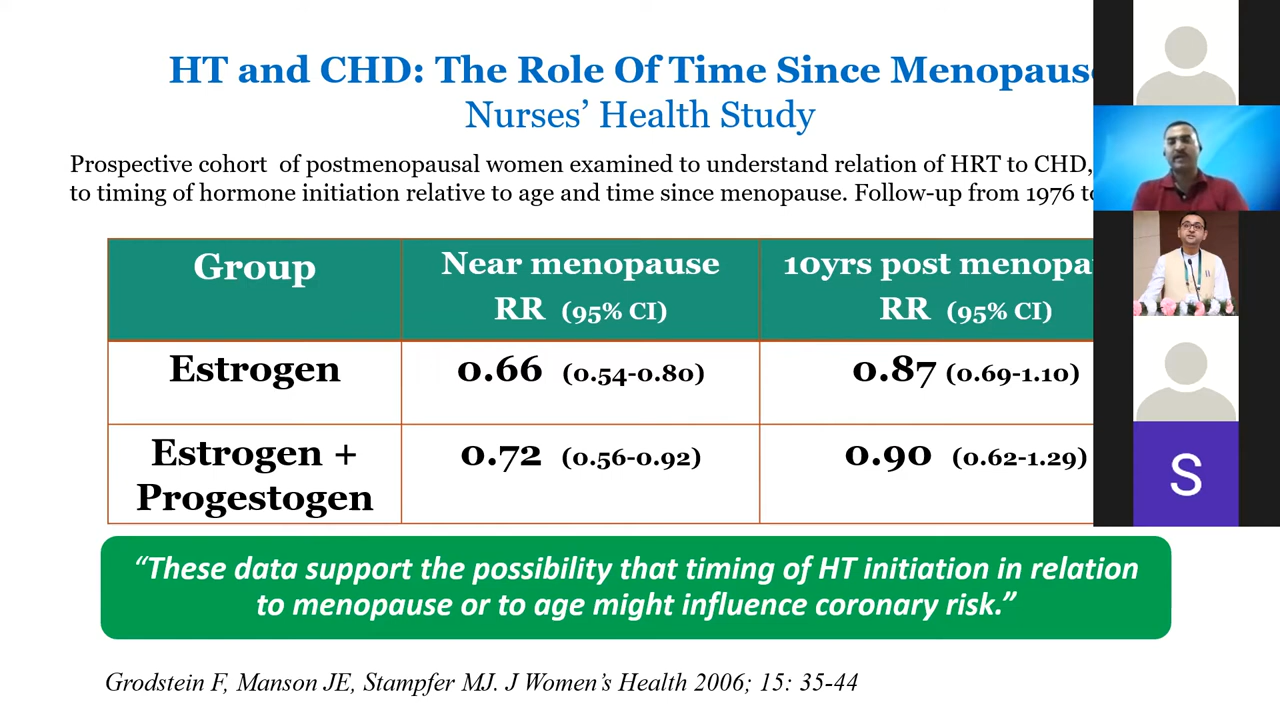 HT and CHD: The Role Of Time Since Menopause
Nurses’ Health Study
Prospective cohort of postmenopausal women examined to understand relation of HRT to CHD,
to timing of hormone initiation relative to age and time since menopause. Follow-up from 1976 to
Group
Near menopause
RR (95% CI)
10yrs post menopau
RR (95% CI)
Estrogen
0.66 (0.54-0.80)
0.87 (0.69-1.10)
Estrogen +
Progestogen
0.72 (0.56-0.92)
0.90 (0.62-1.29)
S
“These data support the possibility that timing of HT initiation in relation
to menopause or to age might influence coronary risk.”
Grodstein F, Manson JE, Stampfer MJ. J Women’s Health 2006; 15: 35-44